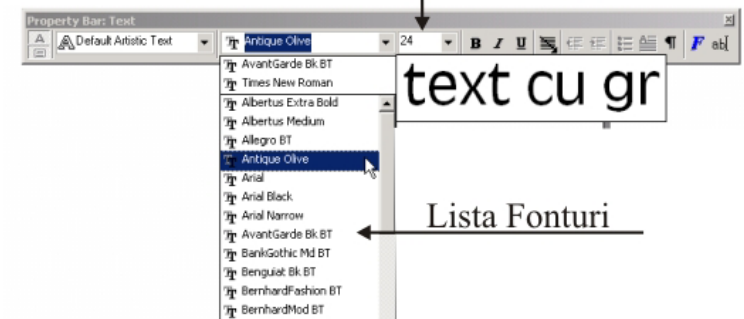 Property Bar: Text
Default Artistic Text
Antique Olive
24
B I U
F ab[
AvantGarde Bk BT
Times New Roman
text cu gr
Albertus Extra Bold
Albertus Medium
Allegro BT
Antique Olive
Arial
Arial Black
Arial Narrow
Lista Fonturi
AvantGarde Bk BT
BankGothic Md BT
Benguiat Bk BT
BernhardFashion BT
BernhardMod BT